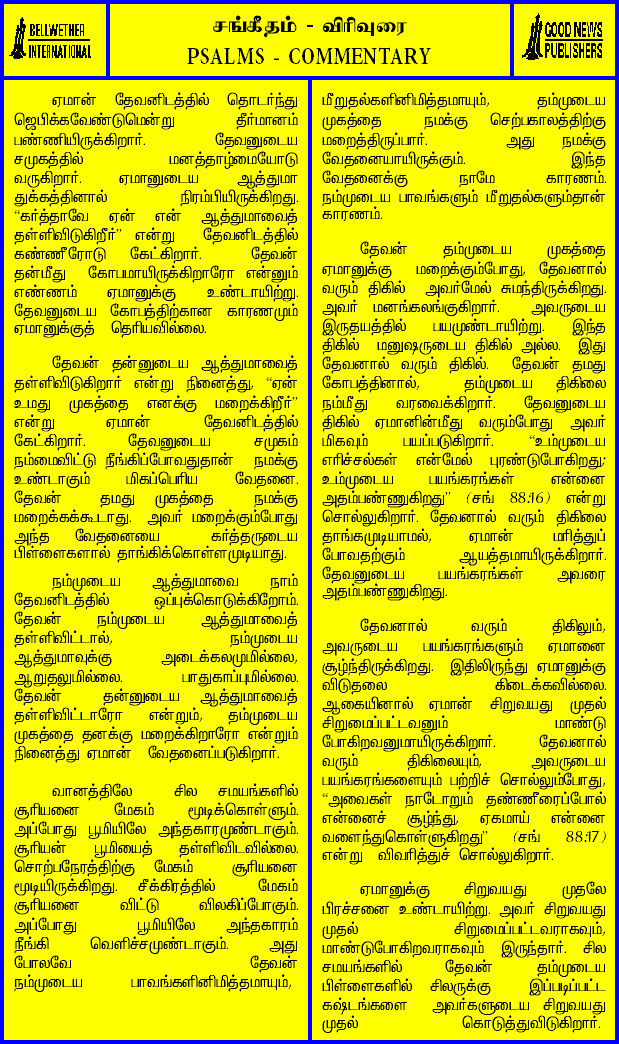 BELLWETHER
INTERNATIONAL
சங்கீதம் - விரிவுரை
PSALMS - COMMENTARY
GOOD NEWS
PUBLISHERS
ஏமான் தேவனிடத்தில் தொடர்ந்து
ஜெபிக்கவேண்டுமென்று தீர்மானம்
பண்ணியிருக்கிறார். தேவனுடைய
சமுகத்தில் மனத்தாழ்மையோடு
வருகிறார். ஏமானுடைய ஆத்துமா
துக்கத்தினால் நிரம்பியிருக்கிறது.
“கர்த்தாவே ஏன் என் ஆத்துமாவைத்
தள்ளிவிடுகிறீர்” என்று தேவனிடத்தில்
கண்ணீரோடு கேட்கிறார். தேவன்
தன்மீது கோபமாயிருக்கிறாரோ என்னும்
எண்ணம் ஏமானுக்கு உண்டாயிற்று.
தேவனுடைய கோபத்திற்கான காரணமும்
ஏமானுக்குத் தெரியவில்லை.
தேவன் தன்னுடைய ஆத்துமாவைத்
தள்ளிவிடுகிறார் என்று நினைத்து, “ஏன்
உமது முகத்தை எனக்கு மறைக்கிறீர்”
என்று ஏமான் தேவனிடத்தில்
கேட்கிறார். தேவனுடைய சமுகம்
நம்மைவிட்டு நீங்கிப்போவதுதான் நமக்கு
உண்டாகும் மிகப்பெரிய வேதனை.
தேவன் தமது முகத்தை நமக்கு
மறைக்கக்கூடாது. அவர் மறைக்கும்போது
அந்த வேதனையை கர்த்தருடைய
பிள்ளைகளால் தாங்கிக்கொள்ளமுடியாது.
நம்முடைய ஆத்துமாவை நாம்
தேவனிடத்தில் ஒப்புக்கொடுக்கிறோம்.
தேவன் நம்முடைய ஆத்துமாவைத்
தள்ளிவிட்டால், நம்முடைய
ஆத்துமாவுக்கு அடைக்கலமுமில்லை,
ஆறுதலுமில்லை. பாதுகாப்புமில்லை.
தேவன் தன்னுடைய ஆத்துமாவைத்
தள்ளிவிட்டாரோ என்றும், தம்முடைய
முகத்தை தனக்கு மறைக்கிறாரோ என்றும்
நினைத்து ஏமான் வேதனைப்படுகிறார்.
வானத்திலே சில சமயங்களில்
சூரியனை மேகம் மூடிக்கொள்ளும்.
அப்போது பூமியிலே அந்தகாரமுண்டாகும்.
சூரியன் பூமியைத் தள்ளிவிடவில்லை.
சொற்பநேரத்திற்கு மேகம் சூரியனை
மூடியிருக்கிறது. சீக்கிரத்தில் மேகம்
சூரியனை விட்டு விலகிப்போகும்.
அப்போது பூமியிலே அந்தகாரம்
நீங்கி வெளிச்சமுண்டாகும். அது
போலவே தேவன்
நம்முடைய பாவங்களினிமித்தமாயும்,
மீறுதல்களினிமித்தமாயும், தம்முடைய
முகத்தை நமக்கு செற்பகாலத்திற்கு
மறைத்திருப்பார். அது நமக்கு
வேதனையாயிருக்கும். இந்த
வேதனைக்கு நாமே காரணம்.
நம்முடைய பாவங்களும் மீறுதல்களும்தான்
காரணம்.
தேவன் தம்முடைய முகத்தை
ஏமானுக்கு மறைக்கும்போது, தேவனால்
வரும் திகில் அவர்மேல் சுமந்திருக்கிறது.
அவர் மனங்கலங்குகிறார். அவருடைய
இருதயத்தில் பயமுண்டாயிற்று. இந்த
திகில் மனுஷருடைய திகில் அல்ல. இது
தேவனால் வரும் திகில். தேவன் தமது
கோபத்தினால், தம்முடைய திகிலை
நம்மீது வரவைக்கிறார். தேவனுடைய
திகில் ஏமானின்மீது வரும்போது அவர்
மிகவும் பயப்படுகிறார். “உம்முடைய
எரிச்சல்கள் என்மேல் புரண்டுபோகிறது;
உம்முடைய பயங்கரங்கள் என்னை
அதம்பண்ணுகிறது” (சங் 88:16) என்று
சொல்லுகிறார். தேவனால் வரும் திகிலை
தாங்கமுடியாமல், ஏமான் மரித்துப்
போவதற்கும் ஆயத்தமாயிருக்கிறார்.
தேவனுடைய பயங்கரங்கள் அவரை
அதம்பண்ணுகிறது.
தேவனால் வரும் திகிலும்,
அவருடைய பயங்கரங்களும் ஏமானை
சூழ்ந்திருக்கிறது. இதிலிருந்து ஏமானுக்கு
விடுதலை கிடைக்கவில்லை.
ஆகையினால் ஏமான் சிறுவயது முதல்
சிறுமைப்பட்டவனும் மாண்டு
போகிறவனுமாயிருக்கிறார். தேவனால்
வரும் திகிலையும், அவருடைய
பயங்கரங்களையும் பற்றிச் சொல்லும்போது,
“அவைகள் நாடோறும் தண்ணீரைப்போல்
என்னைச் சூழ்ந்து, ஏகமாய் என்னை
வளைந்துகொள்ளுகிறது” (சங் 88:17)
என்று விவரித்துச் சொல்லுகிறார்.
ஏமானுக்கு சிறுவயது முதலே
பிரச்சனை உண்டாயிற்று. அவர் சிறுவயது
முதல் சிறுமைப்பட்டவராகவும்,
மாண்டுபோகிறவராகவும் இருந்தார். சில
சமயங்களில் தேவன் தம்முடைய
பிள்ளைகளில் சிலருக்கு இப்படிப்பட்ட
கஷ்டங்களை அவர்களுடைய சிறுவயது
முதல் கொடுத்துவிடுகிறார்.